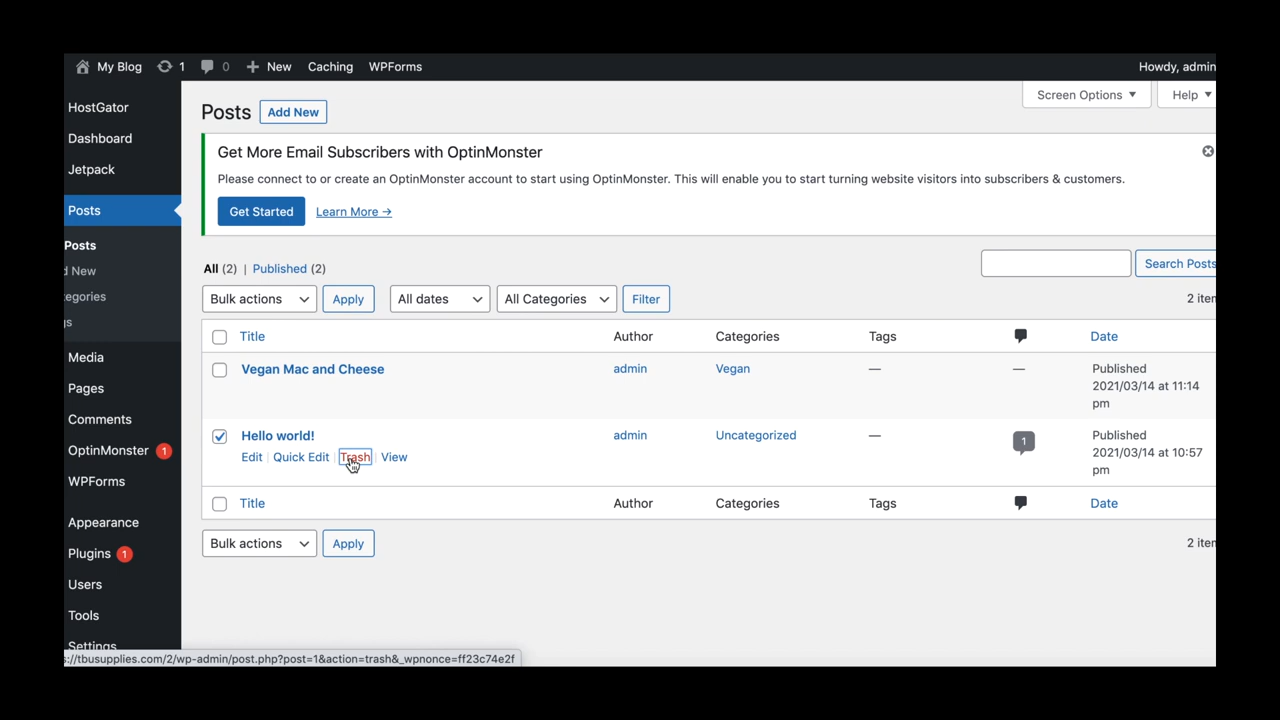 My Blog 1 0 New Caching WPForms Howdy, admin
HostGator
Dashboard
Jetpack
Posts
Posts
d New
egories
gs
Media
Pages
Comments
OptinMonster 1
WPForms
Appearance
Plugins 1
Users
Tools
Settings
Screen Options Help
Posts Add New
Get More Email Subscribers with OptinMonster
Please connect to or create an OptinMonster account to start using OptinMonster. This will enable you to start turning website visitors into subscribers & customers.
Get Started Learn More →
All (2) | Published (2)
Search Posts
Bulk actions Apply All dates All Categories Filter 2 item
Title Author Categories Tags Date
Vegan Mac and Cheese admin Vegan — — Published
2021/03/14 at 11:14
pm
Hello world! admin Uncategorized — 1 Published
Edit | Quick Edit | Trash | View 2021/03/14 at 10:57
pm
Title Author Categories Tags Date
Bulk actions Apply 2 item
s://tbusupplies.com/2/wp-admin/post.php?post=1&action=trash&_wpnonce=ff23c74e2f